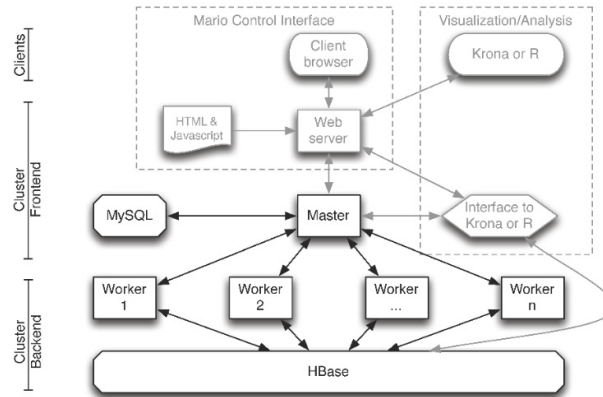 Mario Control Interface
Visualization/Analysis
Clients
Client
browser
Krona or R
HTML &
Javascript
Web
server
Cluster
Frontend
MySQL
Master
Interface to
Krona or R
Worker
1
Worker
2
Worker
...
Worker
n
Cluster
Backend
HBase